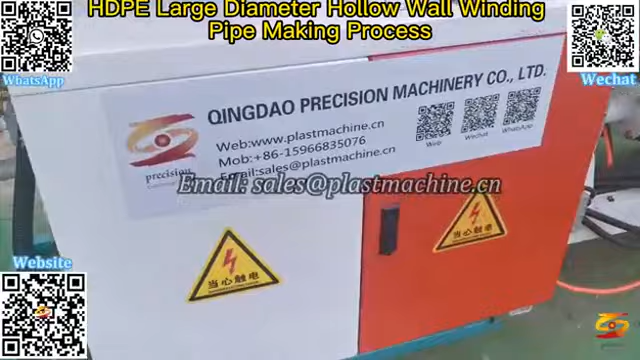 HDPE Large Diameter Hollow Wall Winding
Pipe Making Process
WhatsApp
Wechat
QINGDAO PRECISION MACHINERY CO., LTD.
Web:www.plastmachine.cn
Mob:+86-15966835076
Email:sales@plastmachine.cn
precision
Web
Wechat
WhatsApp
Email: sales@plastmachine.cn
当心触电
当心触电
Website